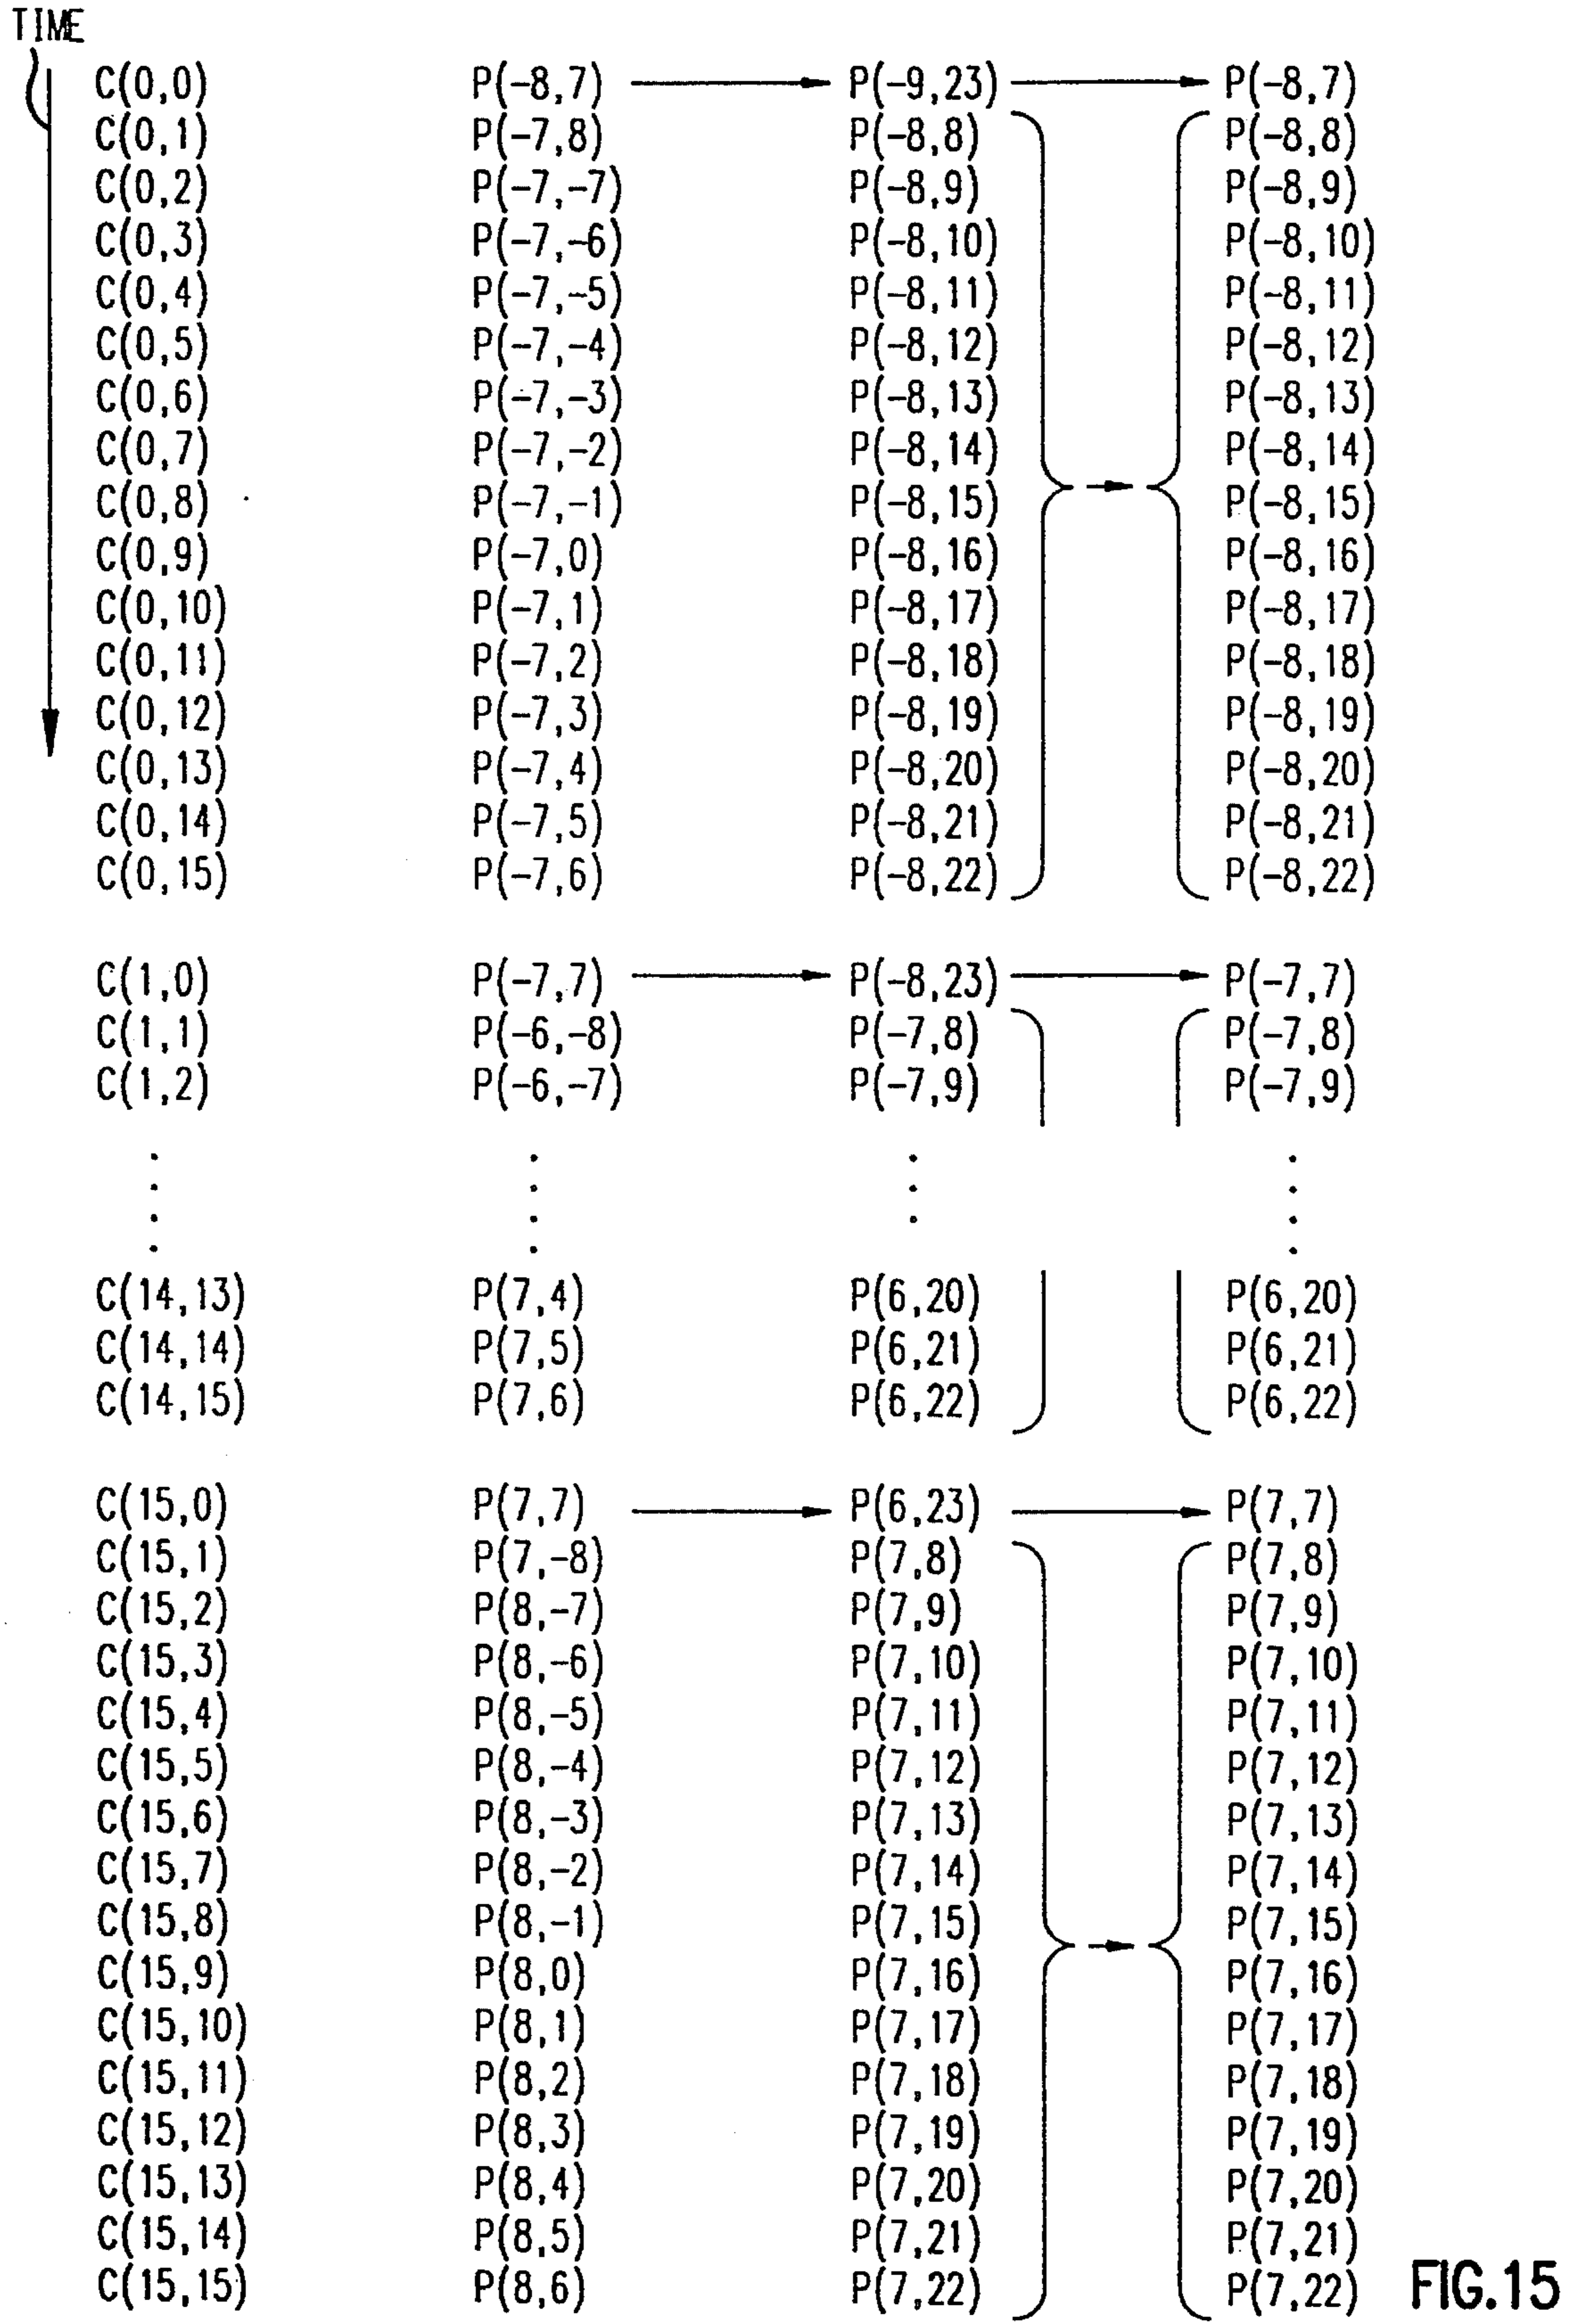 TIME
C(0,0) P(-8,7) P(-9,23) P(-8,7)
C(0,1) P(-7,8) P(-8,8) P(-8,8)
C(0,2) P(-7,-7) P(-8,9) P(-8,9)
C(0,3) P(-7,-6) P(-8,10) P(-8,10)
C(0,4) P(-7,-5) P(-8,11) P(-8,11)
C(0,5) P(-7,-4) P(-8,12) P(-8,12)
C(0,6) P(-7,-3) P(-8,13) P(-8,13)
C(0,7) P(-7,-2) P(-8,14) P(-8,14)
C(0,8) P(-7,-1) P(-8,15) P(-8,15)
C(0,9) P(-7,0) P(-8,16) P(-8,16)
C(0,10) P(-7,1) P(-8,17) P(-8,17)
C(0,11) P(-7,2) P(-8,18) P(-8,18)
C(0,12) P(-7,3) P(-8,19) P(-8,19)
C(0,13) P(-7,4) P(-8,20) P(-8,20)
C(0,14) P(-7,5) P(-8,21) P(-8,21)
C(0,15) P(-7,6) P(-8,22) P(-8,22)
C(1,0) P(-7,7) P(-8,23) P(-7,7)
C(1,1) P(-6,-8) P(-7,8) P(-7,8)
C(1,2) P(-6,-7) P(-7,9) P(-7,9)
C(14,13) P(7,4) P(6,20) P(6,20)
C(14,14) P(7,5) P(6,21) P(6,21)
C(14,15) P(7,6) P(6,22) P(6,22)
C(15,0) P(7,7) P(6,23) P(7,7)
C(15,1) P(7,-8) P(7,8) P(7,8)
C(15,2) P(8,-7) P(7,9) P(7,9)
C(15,3) P(8,-6) P(7,10) P(7,10)
C(15,4) P(8,-5) P(7,11) P(7,11)
C(15,5) P(8,-4) P(7,12) P(7,12)
C(15,6) P(8,-3) P(7,13) P(7,13)
C(15,7) P(8,-2) P(7,14) P(7,14)
C(15,8) P(8,-1) P(7,15) P(7,15)
C(15,9) P(8,0) P(7,16) P(7,16)
C(15,10) P(8,1) P(7,17) P(7,17)
C(15,11) P(8,2) P(7,18) P(7,18)
C(15,12) P(8,3) P(7,19) P(7,19)
C(15,13) P(8,4) P(7,20) P(7,20)
C(15,14) P(8,5) P(7,21) P(7,21)
C(15,15) P(8,6) P(7,22) P(7,22)
FIG.15